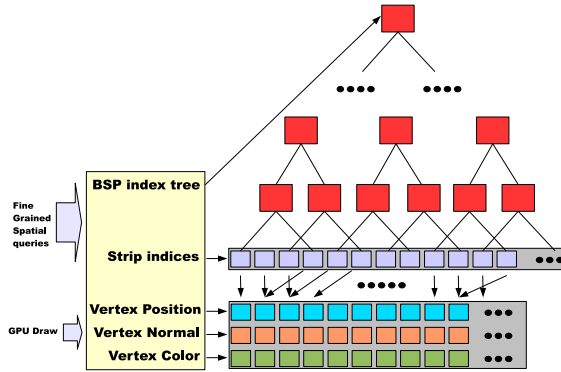 BSP index tree
Fine
Grained
Spatial
queries
Strip indices
Vertex Position
GPU Draw
Vertex Normal
Vertex Color